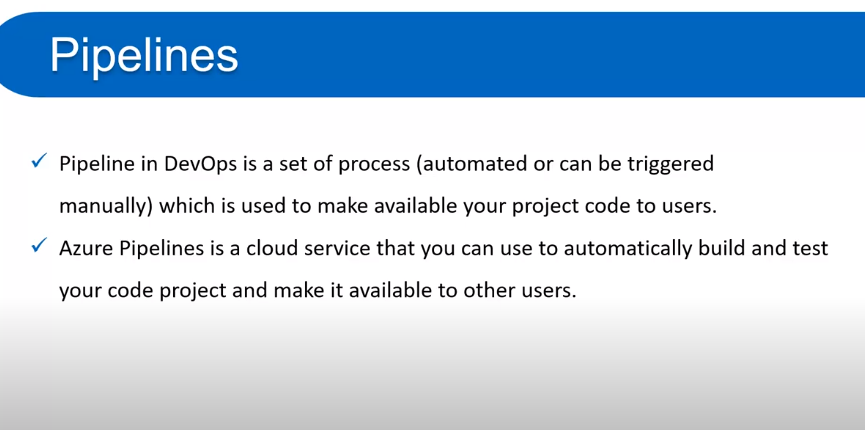 Pipelines
✓ Pipeline in DevOps is a set of process (automated or can be triggered
manually) which is used to make available your project code to users.
✓ Azure Pipelines is a cloud service that you can use to automatically build and test
your code project and make it available to other users.